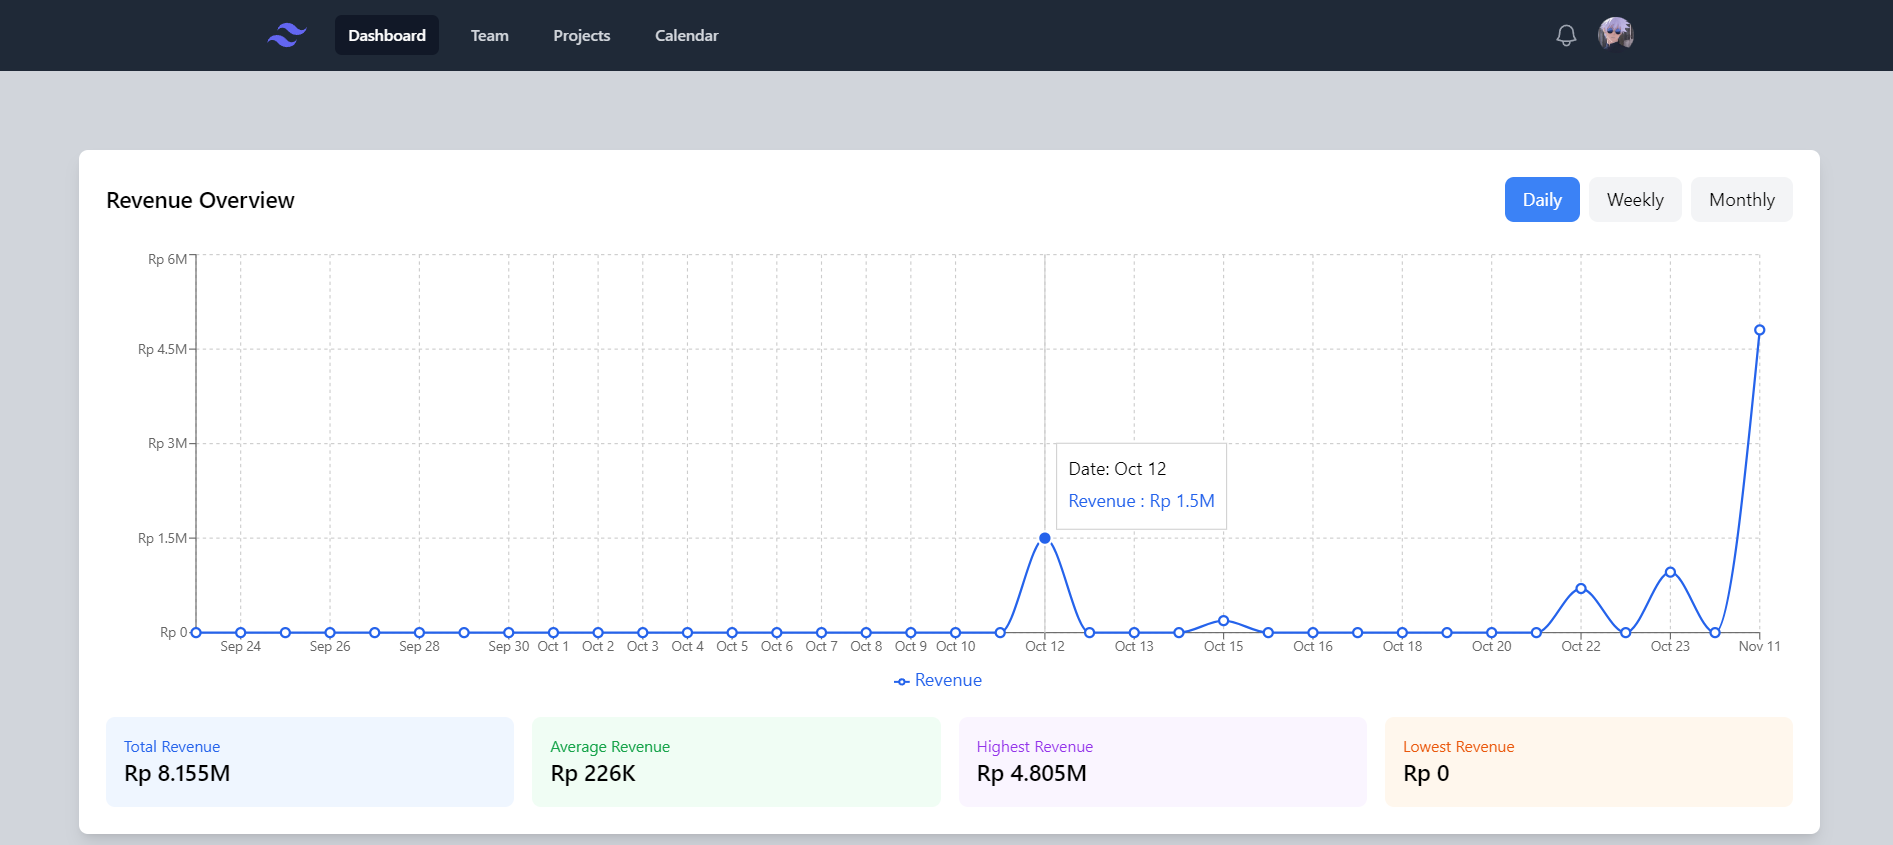 Dashboard Team Projects Calendar
Revenue Overview
Daily Weekly Monthly
Rp 6M
Rp 4.5M
Rp 3M
Date: Oct 12
Revenue : Rp 1.5M
Rp 1.5M
Rp 0
Sep 24 Sep 26 Sep 28 Sep 30 Oct 1 Oct 2 Oct 3 Oct 4 Oct 5 Oct 6 Oct 7 Oct 8 Oct 9 Oct 10 Oct 12 Oct 13 Oct 15 Oct 16 Oct 18 Oct 20 Oct 22 Oct 23 Nov 11
Revenue
Total Revenue
Rp 8.155M
Average Revenue
Rp 226K
Highest Revenue
Rp 4.805M
Lowest Revenue
Rp 0